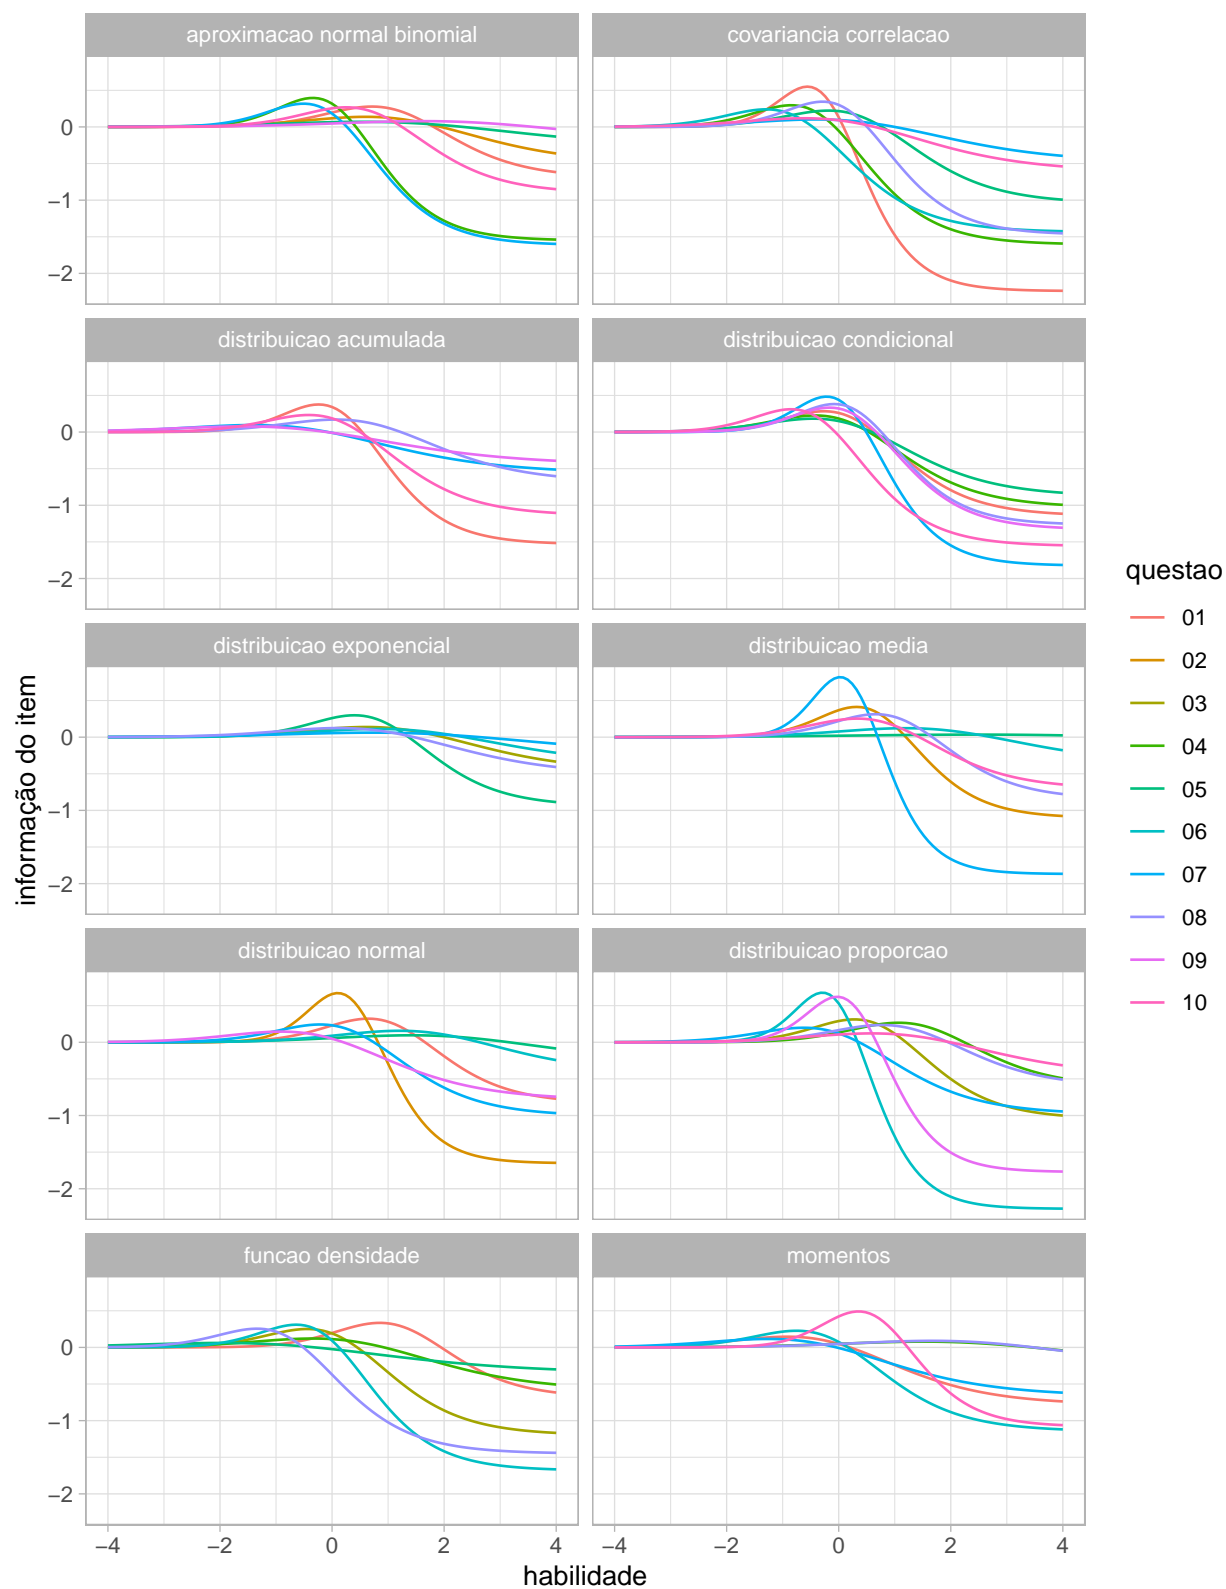 aproximacao normal binomial
covariancia correlacao
0
−1
−2
distribuicao acumulada
distribuicao condicional
0
−1
−2
distribuicao exponencial
distribuicao media
0
−1
−2
distribuicao normal
distribuicao proporcao
0
−1
−2
funcao densidade
momentos
0
−1
−2
−4 −2 0 2 4
−4 −2 0 2 4
habilidade
informação do item
questao
01
02
03
04
05
06
07
08
09
10